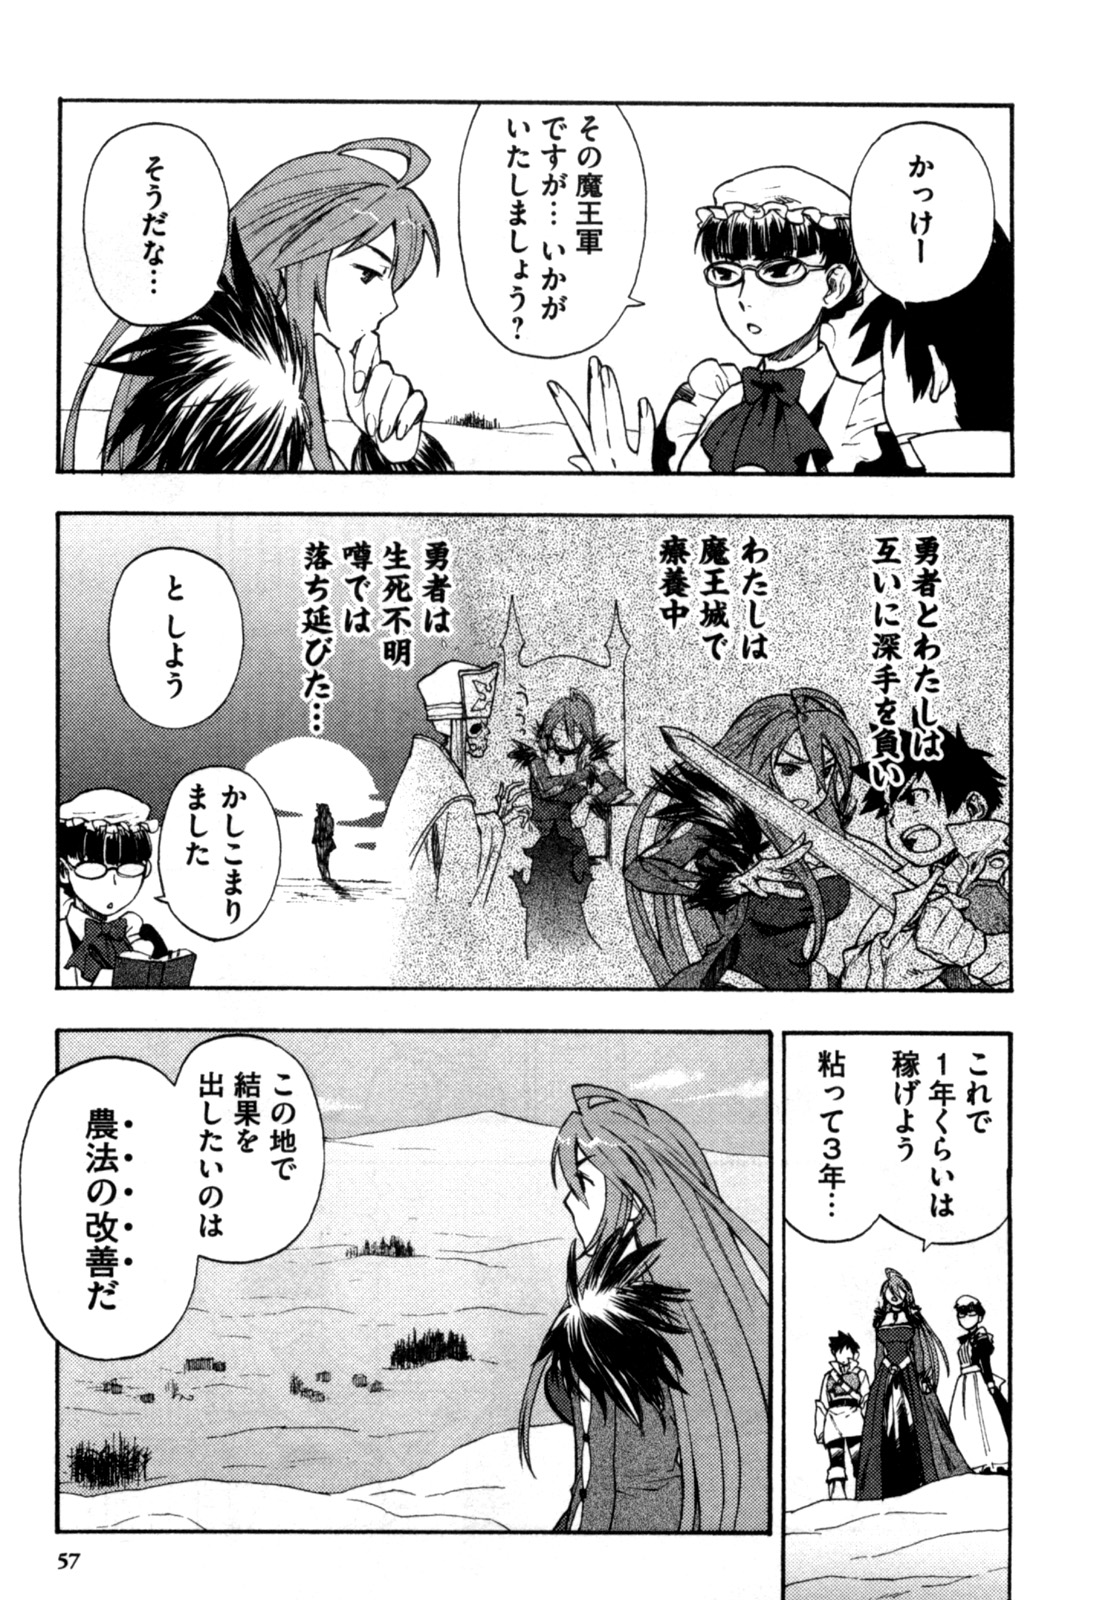 かっけー
その魔王軍
ですが…いかが
いたしましょう?
そうだな…
勇者とわたしは
互いに深手を負い
わたしは
魔王城で
療養中
勇者は
生死不明
噂では
落ち延びた…
と しよう
かしこまり
ました
これで
1年くらいは
稼げよう
粘って3年…
この地で
結果を
出したいのは
農法の改善だ
57